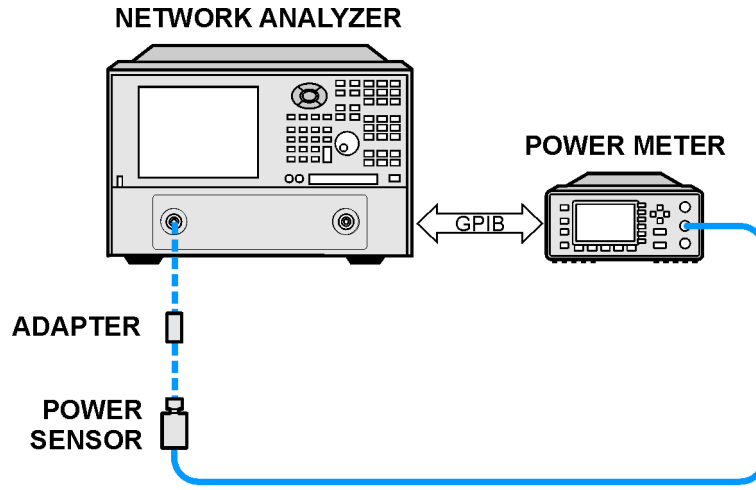 NETWORK ANALYZER
POWER METER
GPIB
ADAPTER
POWER
SENSOR